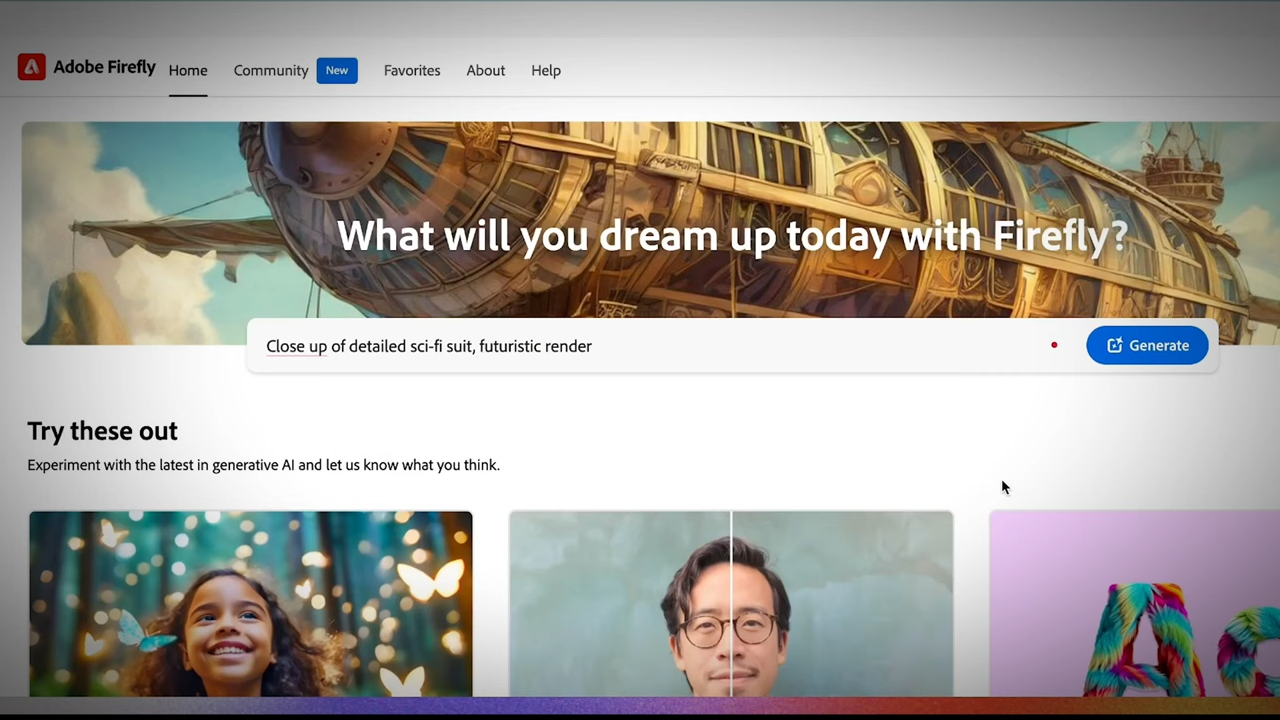 Adobe Firefly Home Community New Favorites About Help
What will you dream up today with Firefly?
Close up of detailed sci-fi suit, futuristic render Generate
Try these out
Experiment with the latest in generative AI and let us know what you think.
A